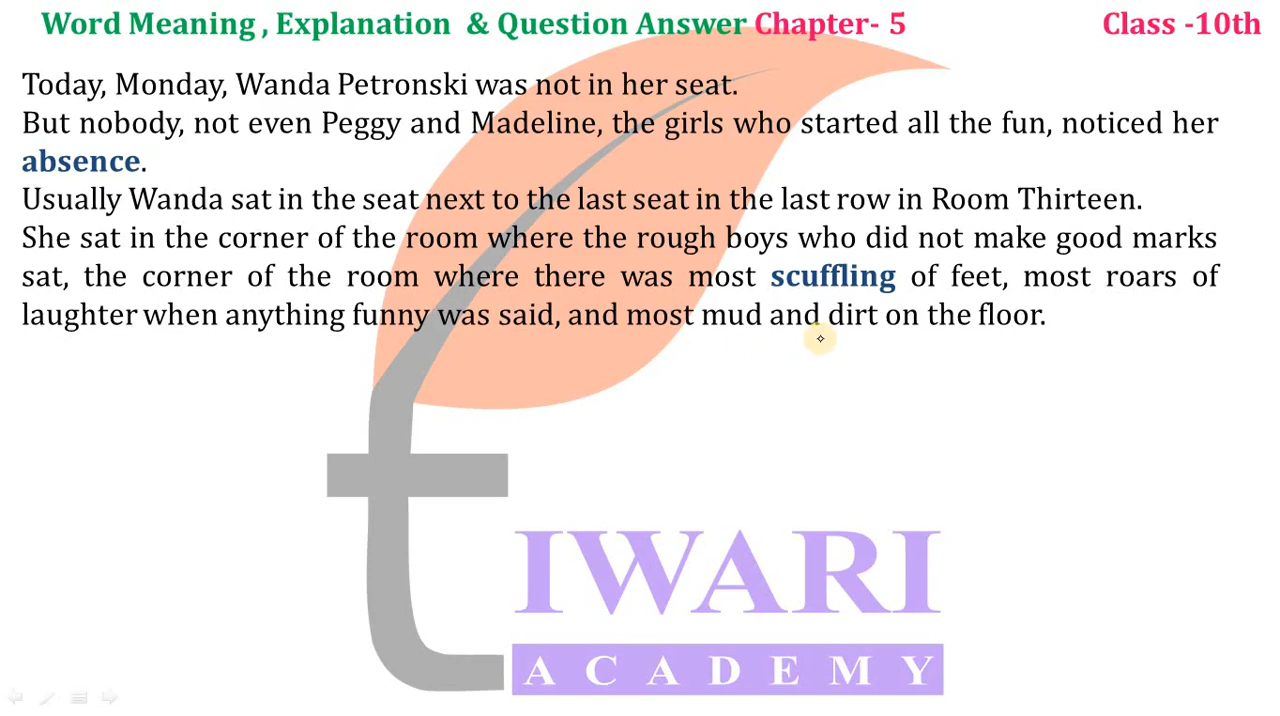 Word Meaning , Explanation & Question Answer Chapter- 5 Class -10th
Today, Monday, Wanda Petronski was not in her seat.
But nobody, not even Peggy and Madeline, the girls who started all the fun, noticed her
absence.
Usually Wanda sat in the seat next to the last seat in the last row in Room Thirteen.
She sat in the corner of the room where the rough boys who did not make good marks
sat, the corner of the room where there was most scuffling of feet, most roars of
laughter when anything funny was said, and most mud and dirt on the floor.
tIWARI
ACADEMY